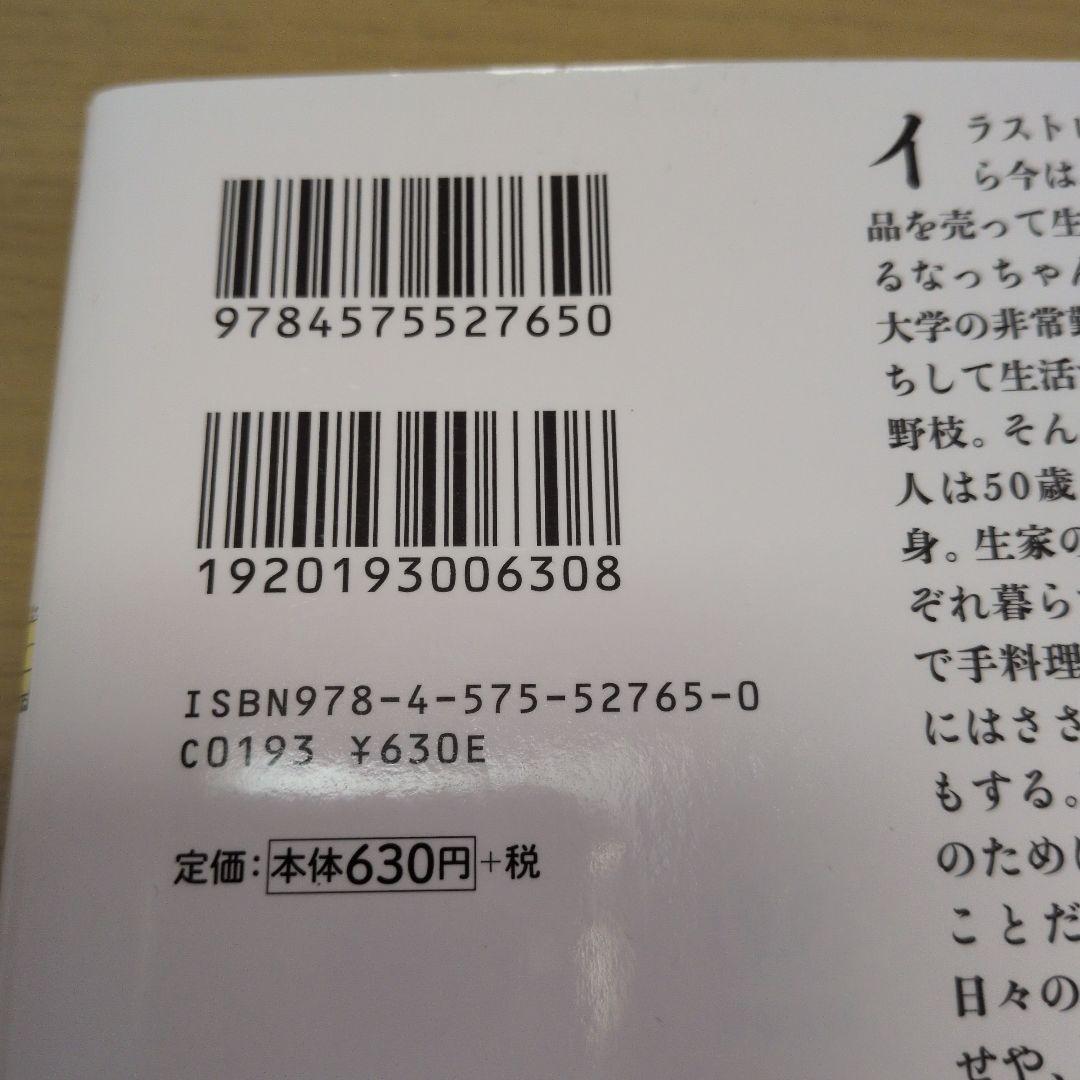 9784575527650
1920193006308
ISBN978-4-575-52765-0
C0193 ¥630E
定価：本体630円+税
イラスト
ら今は
品を売って生
るなっちゃん
大学の非常勤
ちして生活
野枝。そん
人は50歳
身。生家の
ぞれ暮ら
で手料理
にはささ
もする。
のため
ことだ
日々の
せや、